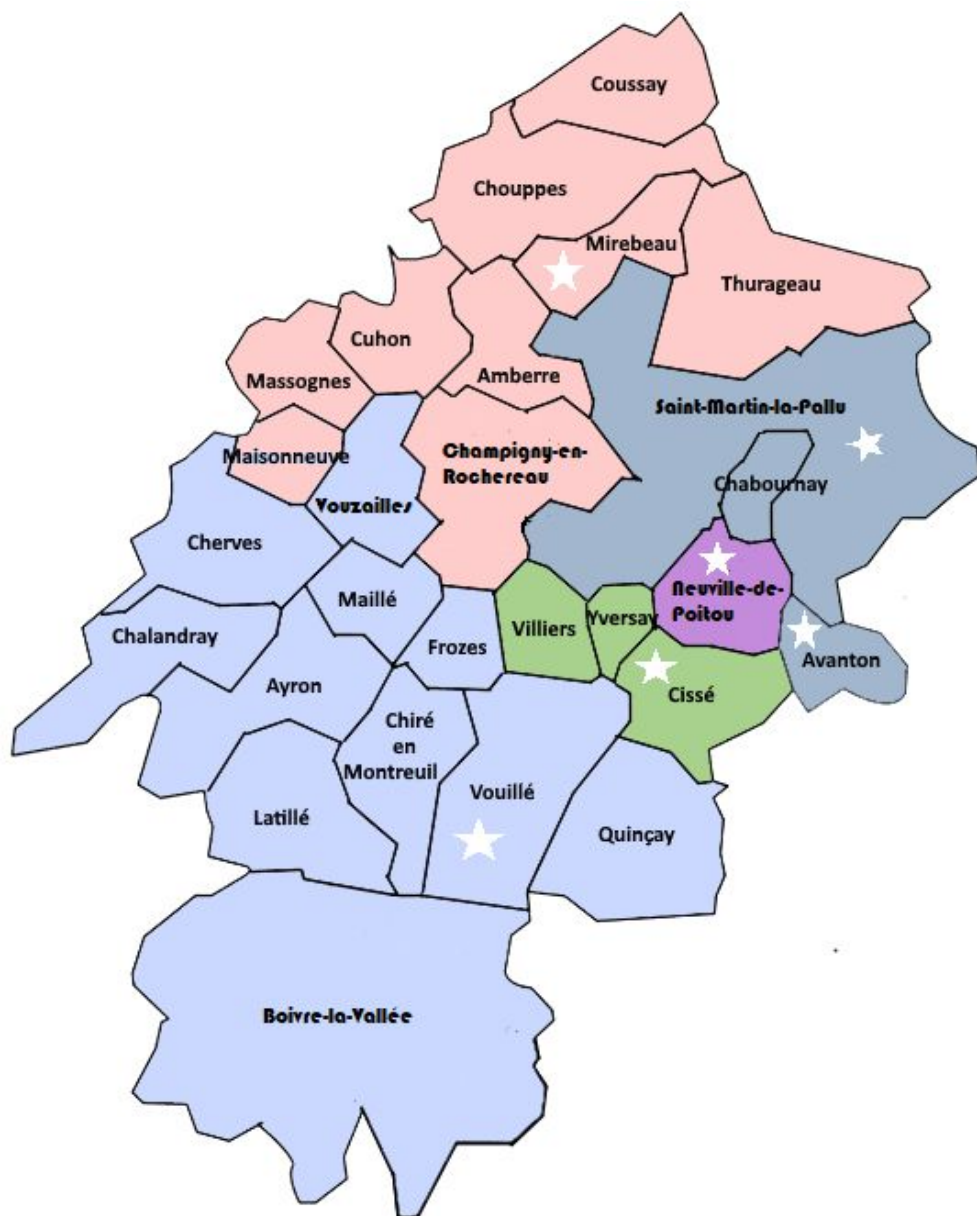 Coussay
Chouppes
Mirebeau
Thurageau
Cuhon
Massognes
Amberre
Saint-Martin-la-Pallu
Maisonneuve
Champigny-en-
Rochereau
Vouzailles
Chabournay
Cherves
Neuville-de-
Poitou
Maillé
Villiers
Yversay
Chalandray
Frozes
Avanton
Ayron
Cissé
Chiré
en
Montreuil
Vouillé
Latillé
Quinçay
Boivre-la-Vallée